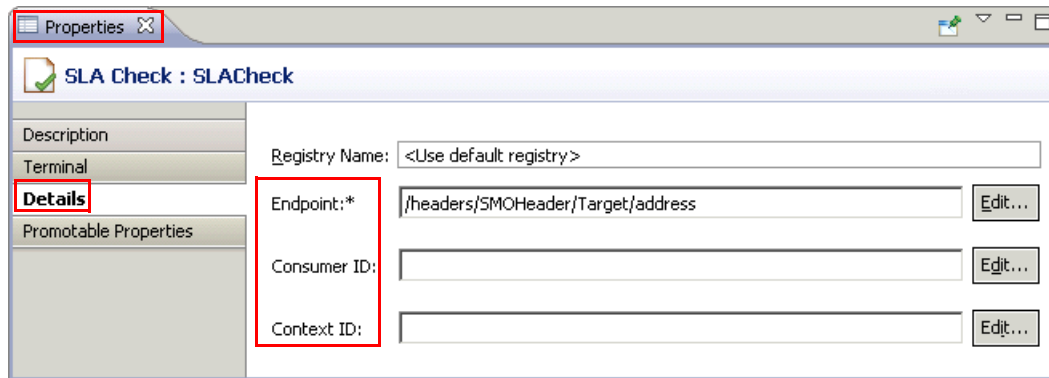 Properties
SLA Check : SLACheck
Description
Terminal
Details
Promotable Properties
Registry Name: <Use default registry>
Endpoint:* /headers/SMOHeader/Target/address Edit...
Consumer ID: Edit...
Context ID: Edit...